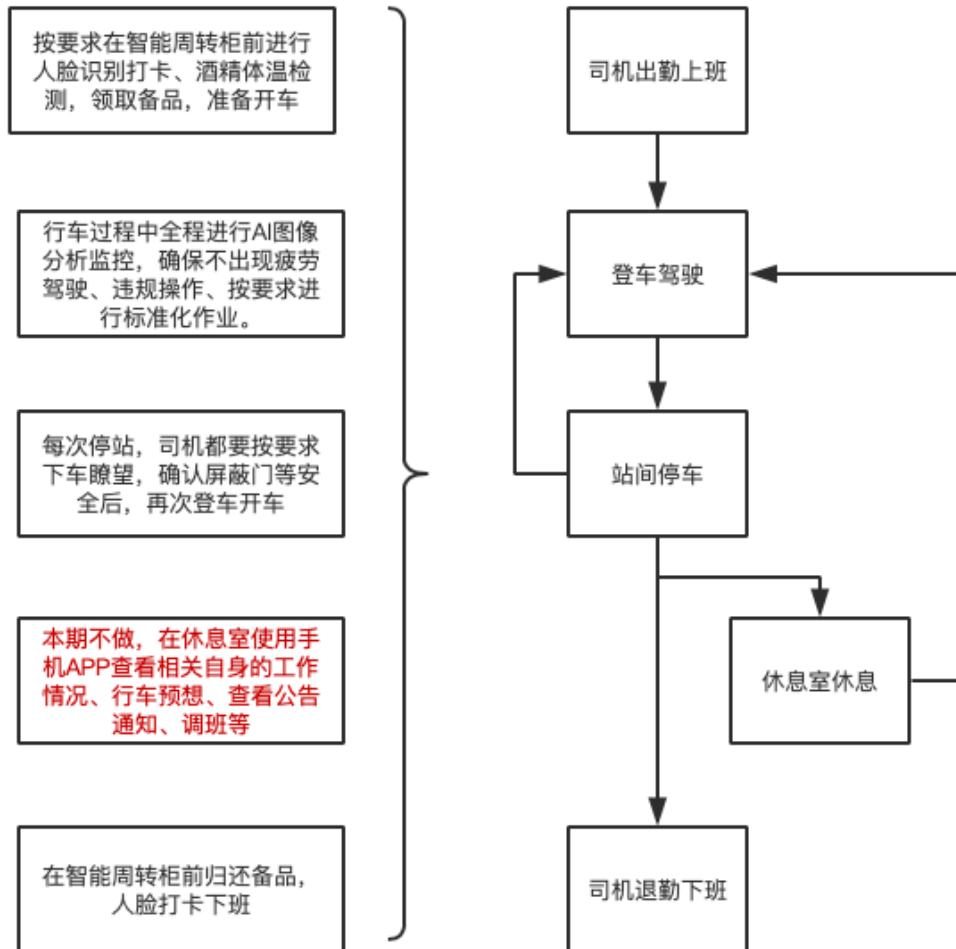 按要求在智能周转柜前进行
人脸识别打卡、酒精体温检
测，领取备品，准备开车
司机出勤上班
行车过程中全程进行AI图像
分析监控，确保不出现疲劳
驾驶、违规操作、按要求进
行标准化作业。
登车驾驶
每次停站，司机都要按要求
下车瞭望，确认屏蔽门等安
全后，再次登车开车
站间停车
本期不做，在休息室使用手
机APP查看相关自身的工作
情况、行车预想、查看公告
通知、调班等
休息室休息
在智能周转柜前归还备品，
人脸打卡下班
司机退勤下班